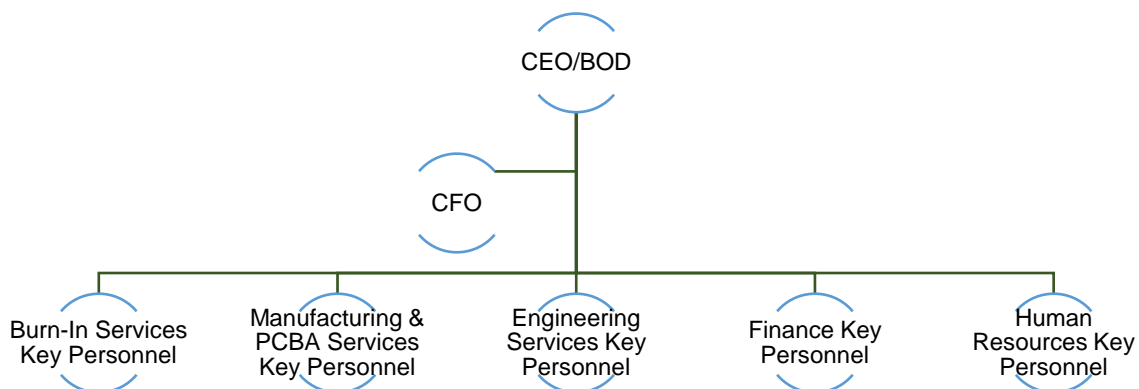 CEO/BOD
CFO
Burn-In Services
Key Personnel
Manufacturing &
PCBA Services
Key Personnel
Engineering
Services Key
Personnel
Finance Key
Personnel
Human
Resources Key
Personnel